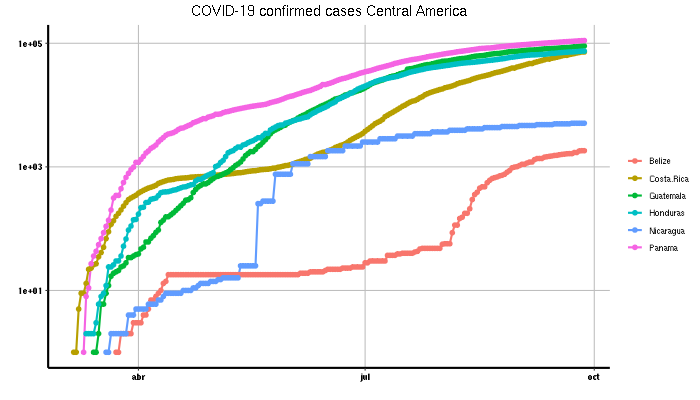 COVID-19 confirmed cases Central America
1e+05
1e+03
1e+01
abr
jul
oct
Belize
Costa.Rica
Guatemala
Honduras
Nicaragua
Panama